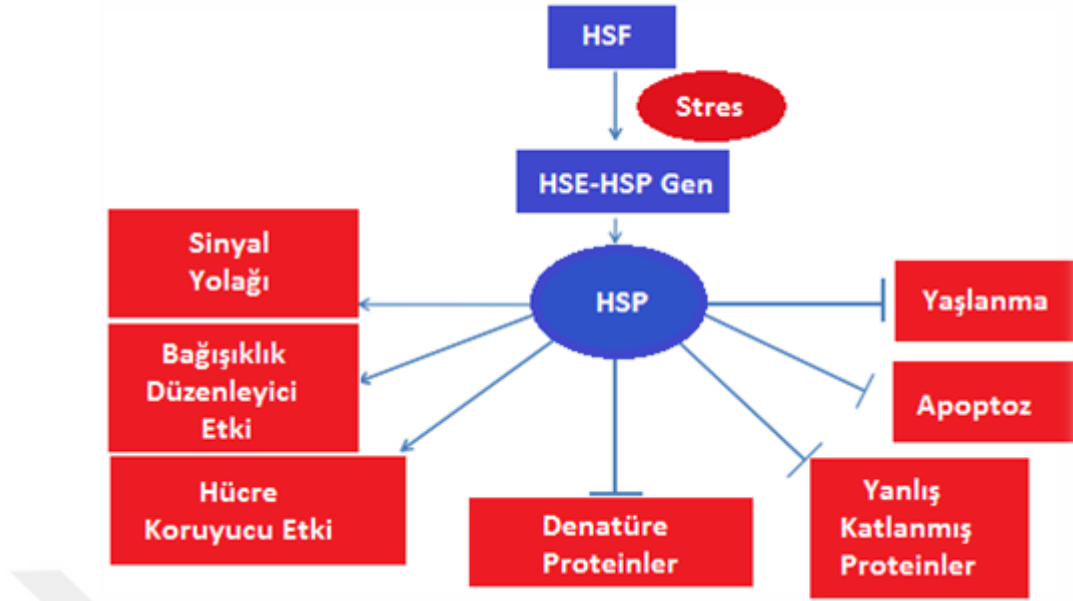 HSF
Stres
HSE-HSP Gen
HSP
Sinyal
Yolağı
Bağışıklık
Düzenleyici
Etki
Hücre
Koruyucu Etki
Denatüre
Proteinler
Yanlış
Katlanmış
Proteinler
Apoptoz
Yaşlanma